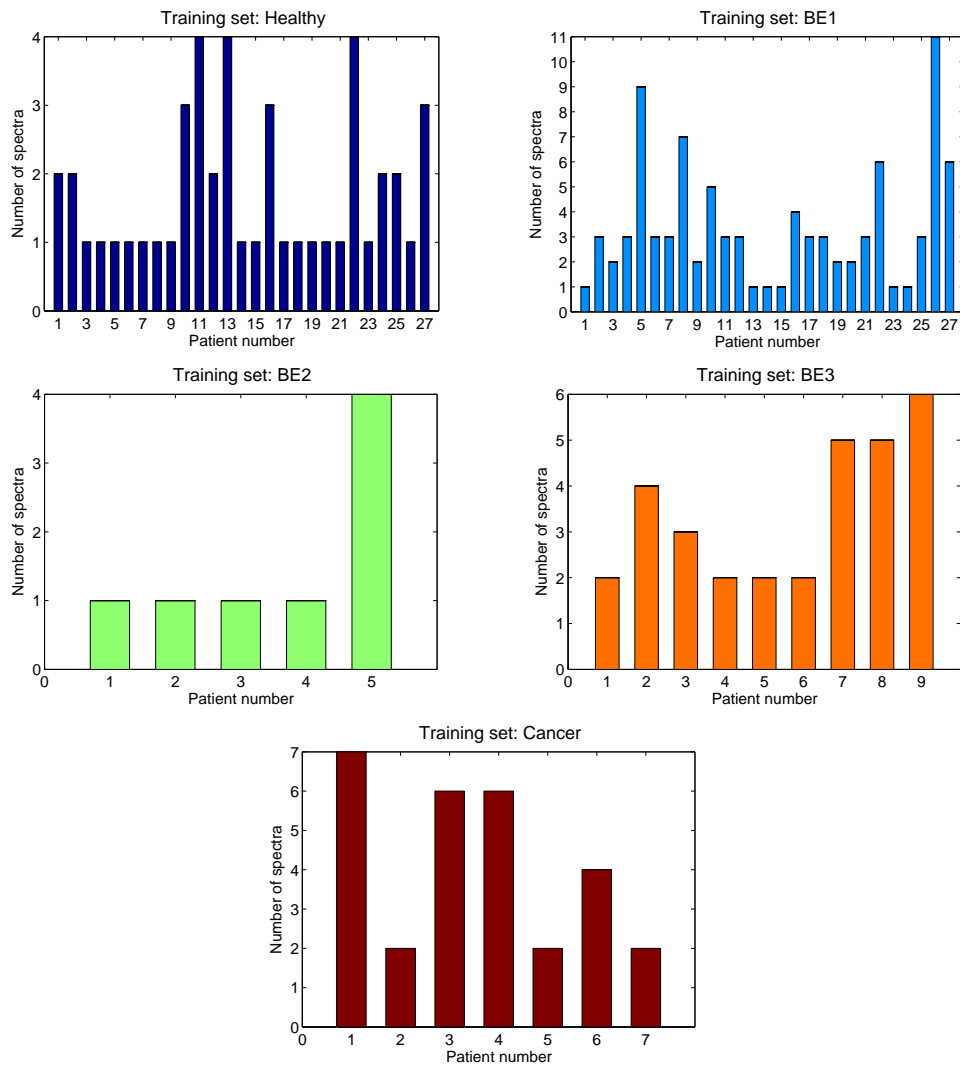 Training set: Healthy
Number of spectra
4
3
2
1
0
1 3 5 7 9 11 13 15 17 19 21 23 25 27
Patient number
Training set: BE1
Number of spectra
11
10
9
8
7
6
5
4
3
2
1
0
1 3 5 7 9 11 13 15 17 19 21 23 25 27
Patient number
Training set: BE2
Number of spectra
4
3
2
1
0
0 1 2 3 4 5
Patient number
Training set: BE3
Number of spectra
6
5
4
3
2
1
0
0 1 2 3 4 5 6 7 8 9
Patient number
Training set: Cancer
Number of spectra
7
6
5
4
3
2
1
0
0 1 2 3 4 5 6 7
Patient number